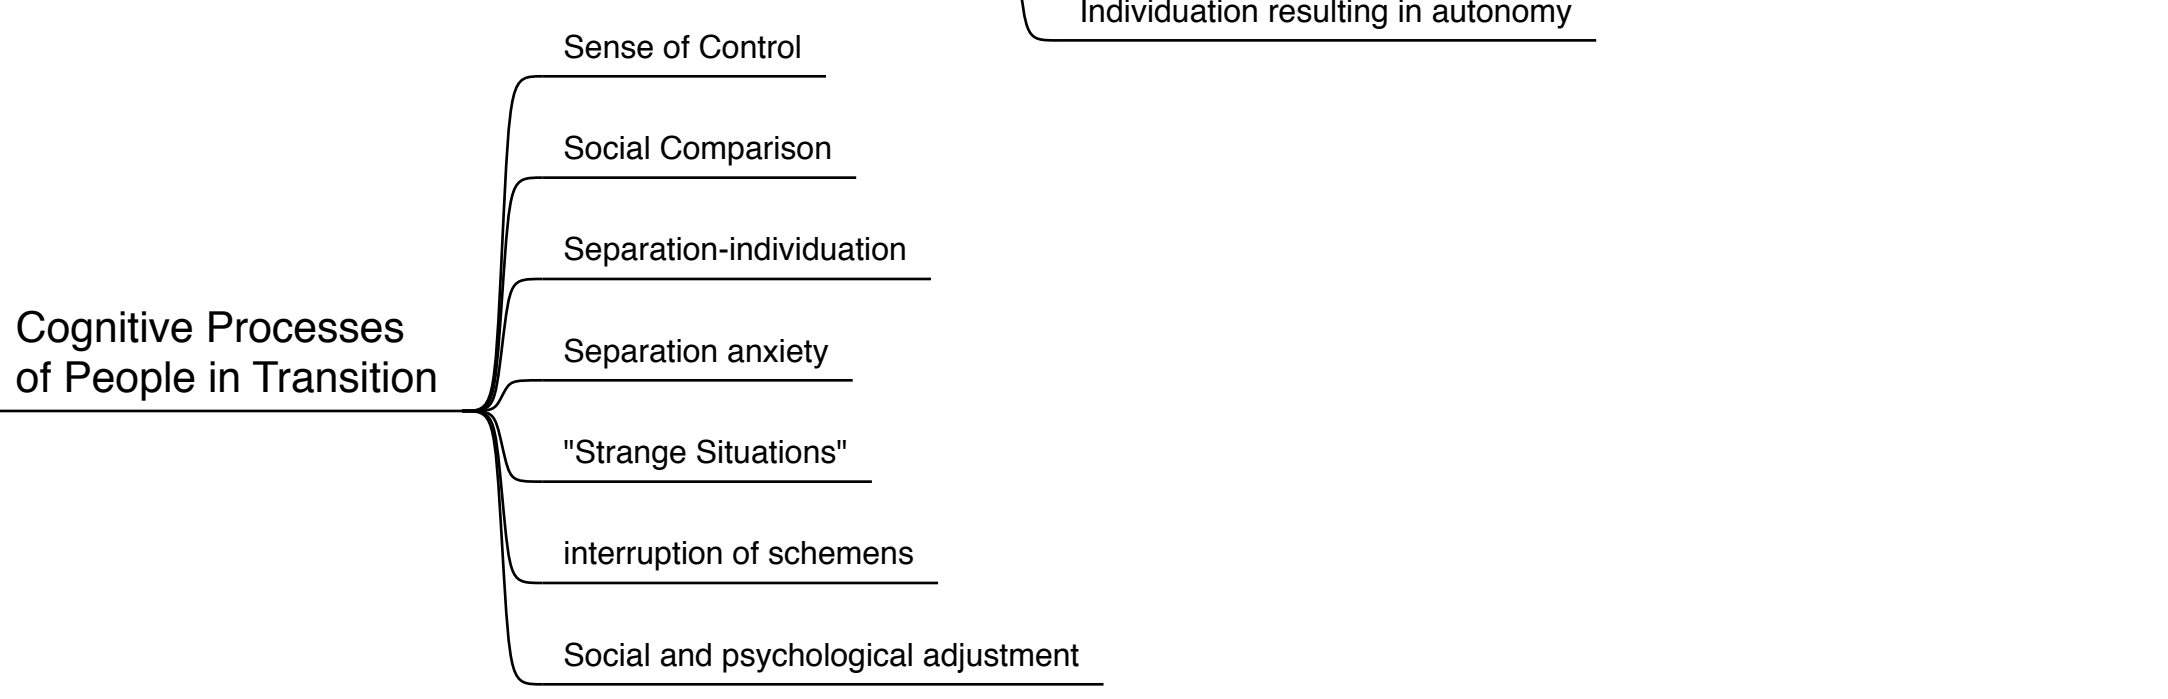 Individuation resulting in autonomy
Sense of Control
Social Comparison
Separation-individuation
Cognitive Processes
of People in Transition
Separation anxiety
"Strange Situations"
interruption of schemens
Social and psychological adjustment